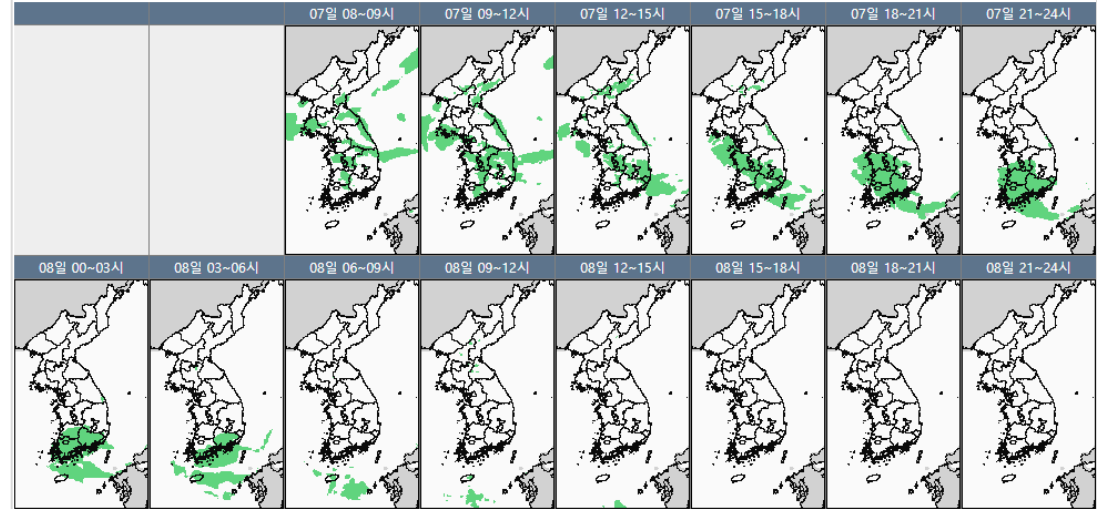 07일 08~09시
07일 09~12시
07일 12~15시
07일 15~18시
07일 18~21시
07일 21~24시
08일 00~03시
08일 03~06시
08일 06~09시
08일 09~12시
08일 12~15시
08일 15~18시
08일 18~21시
08일 21~24시